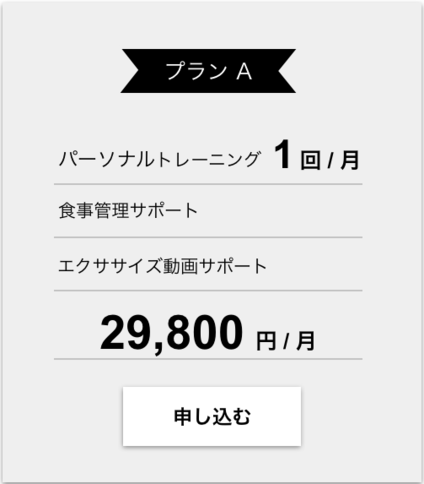 プラン A
パーソナルトレーニング 1 回 / 月
食事管理サポート
エクササイズ動画サポート
29,800 円 / 月
申し込む